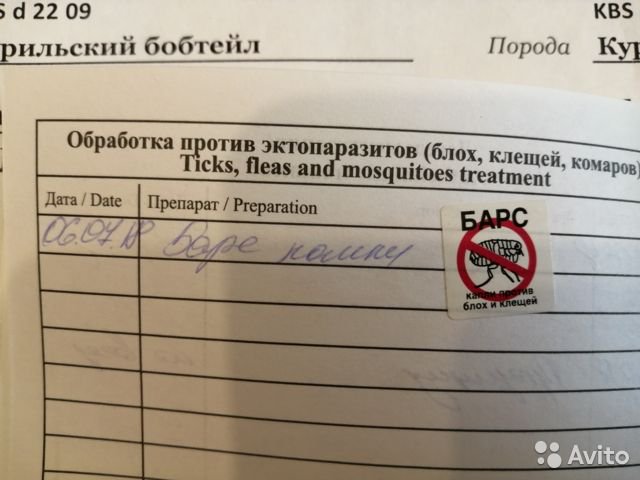 S d 22 09
KBS
рильский бобтейл
Порода
Кур
Обработка против эктопаразитов (блох, клещей, комаров)
Ticks, fleas and mosquitoes treatment
Дата / Date
Препарат / Preparation
06.07.18 Барс
БАРС
капли против
блох и клещей
Avito